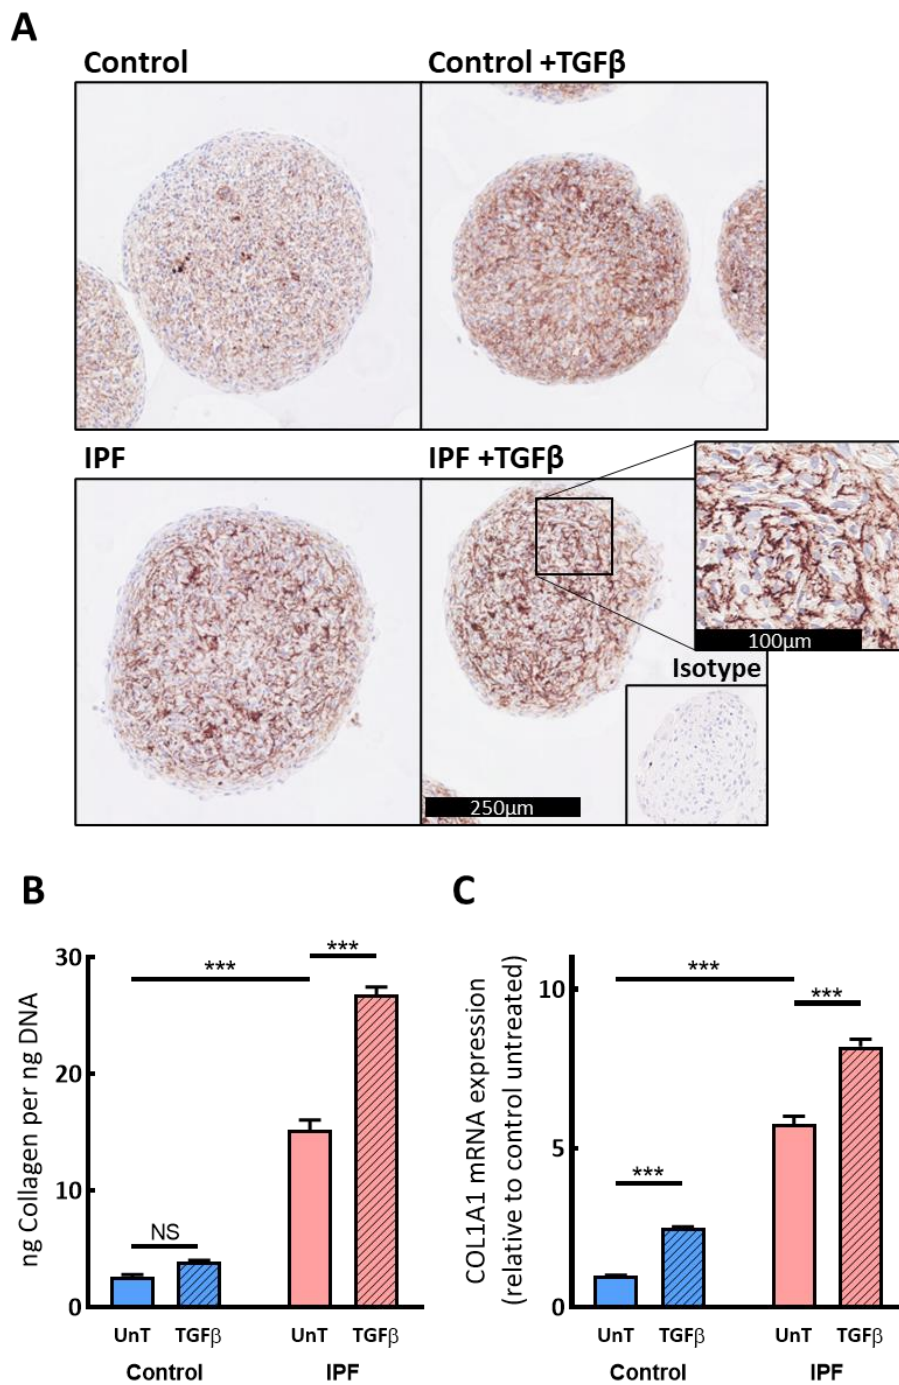 A
Control
Control +TGFβ
IPF
IPF +TGFβ
100µm
Isotype
250µm
B
ng Collagen per ng DNA
30
20
10
0
***
***
NS
UnT
TGFβ
UnT
TGFβ
Control
IPF
C
COL1A1 mRNA expression
(relative to control untreated)
10
5
0
***
***
***
UnT
TGFβ
UnT
TGFβ
Control
IPF